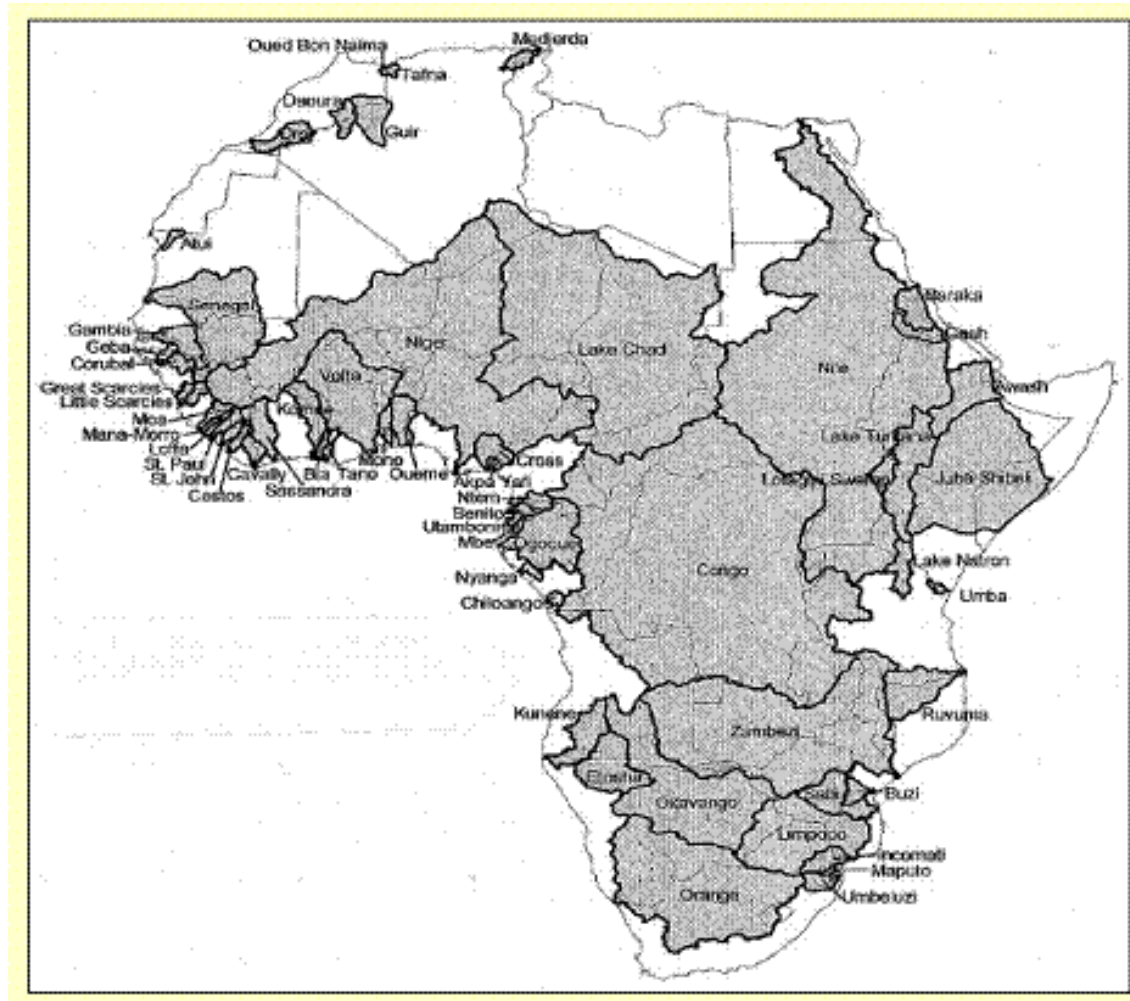 Medjerda
Oued Bon Naima
Tafna
Daoura
Guir
Atui
Baraka
Gash
Senegal
Gambia
Geba
Corubal
Niger
Lake Chad
Nile
Volta
Awash
Great Scarcies
Little Scarcies
Komoe
Moa
Mana-Morro
Lake Turkana
Loffa
St. Paul
St. John
Cestos
Cavally
Sassandra
Bia
Tano
Mono
Oueme
Cross
Akpa Yafi
Juba-Shibeli
Ntem
Benito
Utamboni
Mbe
Ogooue
Congo
Lake Natron
Nyanga
Umba
Chiloango
Kunene
Ruvuma
Zambezi
Etosha
Okavango
Sabi
Buzi
Limpopo
Incomati
Maputo
Orange
Umbeluzi